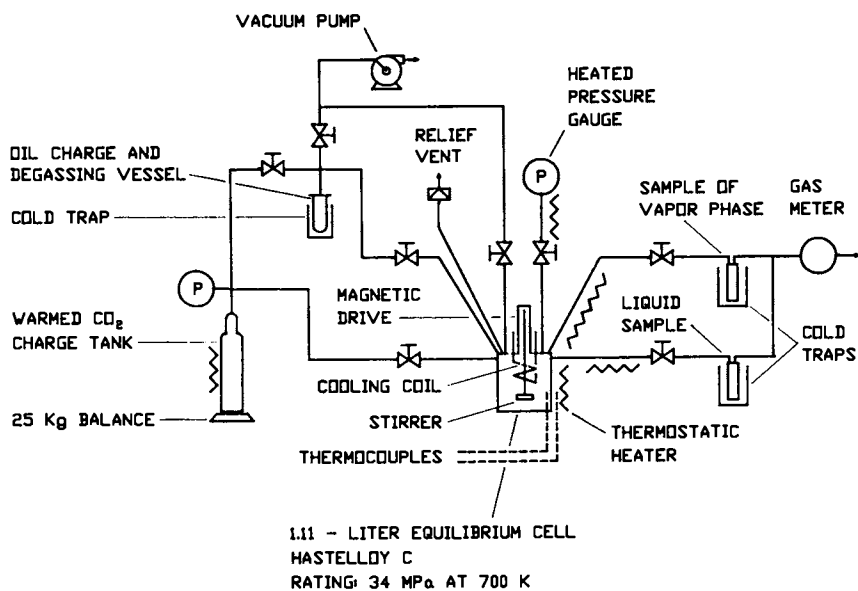 VACUUM PUMP
HEATED
PRESSURE
GAUGE
OIL CHARGE AND
DEGASSING VESSEL
RELIEF
VENT
P
SAMPLE OF
VAPOR PHASE
GAS
METER
COLD TRAP
P
MAGNETIC
DRIVE
LIQUID
SAMPLE
WARMED CO₂
CHARGE TANK
COLD
TRAPS
COOLING COIL
25 Kg BALANCE
STIRRER
THERMOSTATIC
HEATER
THERMOCOUPLES
1.11 - LITER EQUILIBRIUM CELL
HASTELLOY C
RATING: 34 MPa AT 700 K